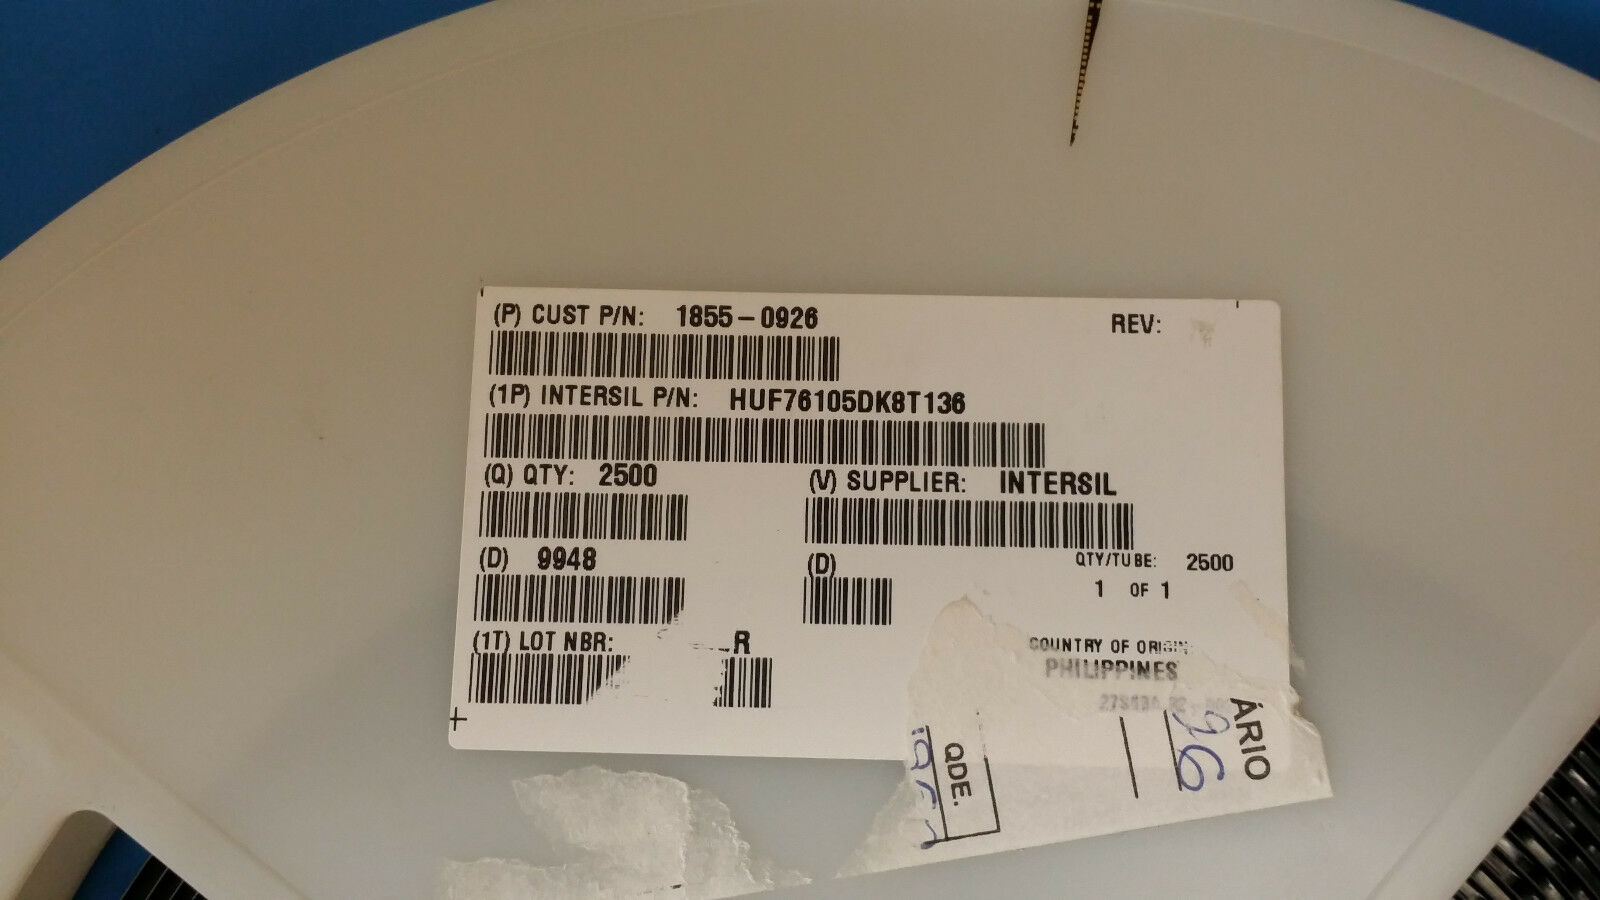 (P) CUST P/N: 1855-0926
REV:
(1P) INTERSIL P/N: HUF76105DK8T136
(Q) QTY: 2500
(V) SUPPLIER: INTERSIL
(D) 9948
(D)
QTY/TUBE: 2500
1 OF 1
(1T) LOT NBR: R
COUNTRY OF ORIGIN:
PHILIPPINES
ÁRIO
96
QDE.